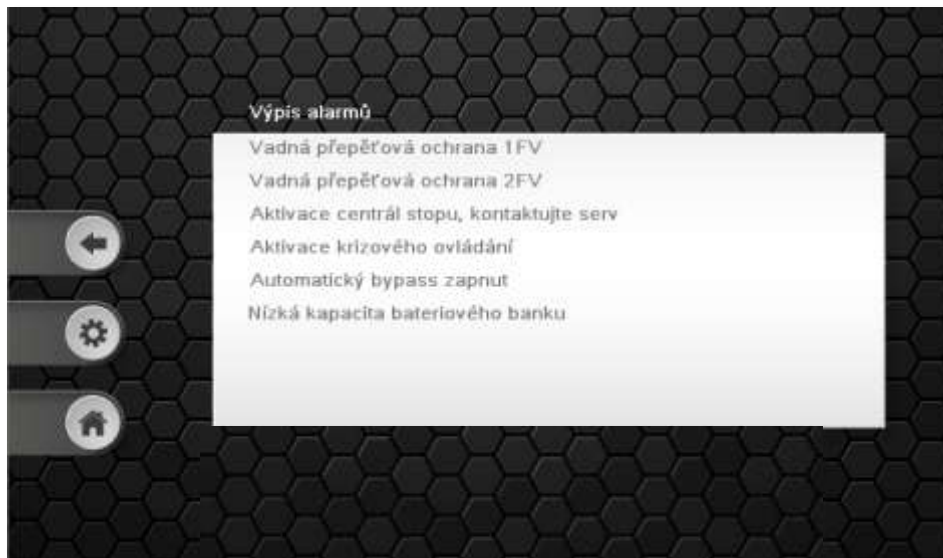 Výpis alarmů
Vadná přepěťová ochrana 1FV
Vadná přepěťová ochrana 2FV
Aktivace centrál stopu, kontaktujte serv
Aktivace krizového ovládání
Automatický bypass zapnut
Nízká kapacita bateriového banku